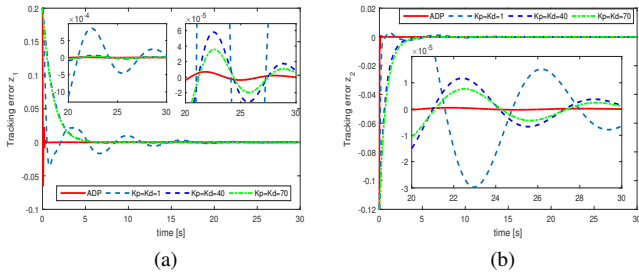 0.2
0.15
0.1
0.05
0
-0.05
-0.1
0 5 10 15 20 25 30
time [s]
Tracking error z1
×10-4
5
0
-5
-10
20 25 30
×10-5
6
4
2
0
-2
20 25 30
ADP Kp=Kd=1 Kp=Kd=40 Kp=Kd=70
(a)
0.02
0
-0.02
-0.04
-0.06
-0.08
-0.1
-0.12
0 5 10 15 20 25 30
time [s]
Tracking error z2
ADP Kp=Kd=1 Kp=Kd=40 Kp=Kd=70
×10-5
2
1
0
-1
-2
-3
20 22 24 26 28 30
(b)